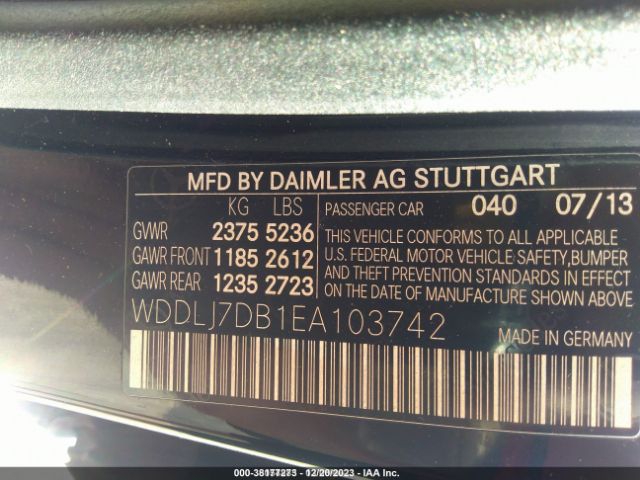 MFD BY DAIMLER AG STUTTGART
KG LBS PASSENGER CAR 040 07/13
GVWR 2375 5236
GAWR FRONT 1185 2612
GAWR REAR 1235 2723
THIS VEHICLE CONFORMS TO ALL APPLICABLE
U.S. FEDERAL MOTOR VEHICLE SAFETY, BUMPER
AND THEFT PREVENTION STANDARDS IN EFFECT
ON THE DATE OF MANUFACTURE SHOWN ABOVE
WDDLJ7DB1EA103742
MADE IN GERMANY
000-38177273 - 12/20/2023 - IAA Inc.